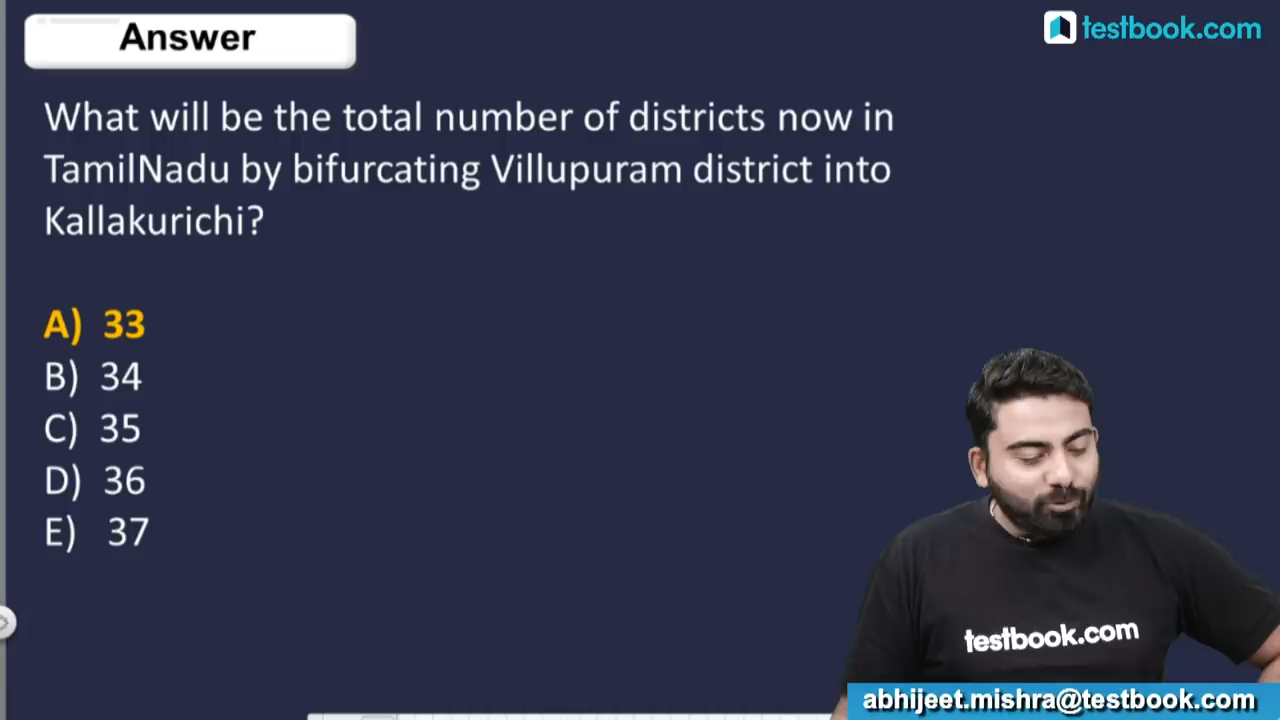 Answer
testbook.com
What will be the total number of districts now in
TamilNadu by bifurcating Villupuram district into
Kallakurichi?
A) 33
B) 34
C) 35
D) 36
E) 37
testbook.com
abhijeet.mishra@testbook.com